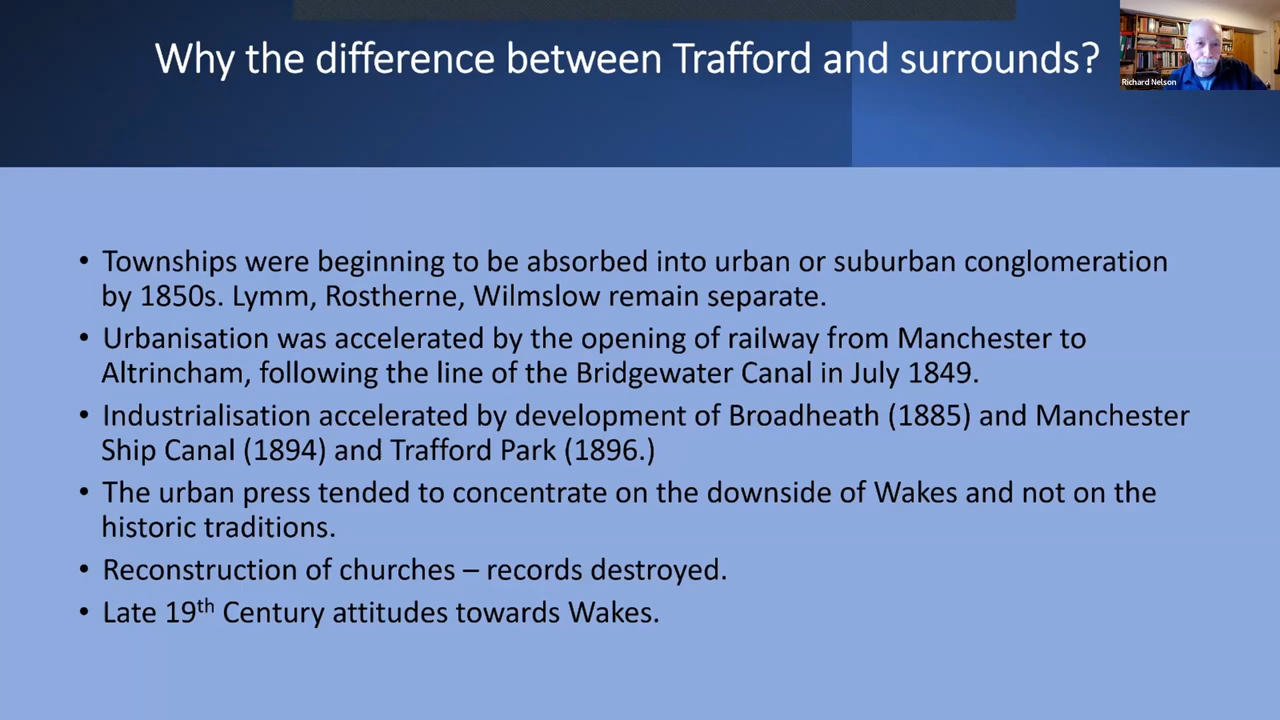 Why the difference between Trafford and surrounds?
Richard Nelson
• Townships were beginning to be absorbed into urban or suburban conglomeration
by 1850s. Lymm, Rostherne, Wilmslow remain separate.
• Urbanisation was accelerated by the opening of railway from Manchester to
Altrincham, following the line of the Bridgewater Canal in July 1849.
• Industrialisation accelerated by development of Broadheath (1885) and Manchester
Ship Canal (1894) and Trafford Park (1896.)
• The urban press tended to concentrate on the downside of Wakes and not on the
historic traditions.
• Reconstruction of churches – records destroyed.
• Late 19th Century attitudes towards Wakes.